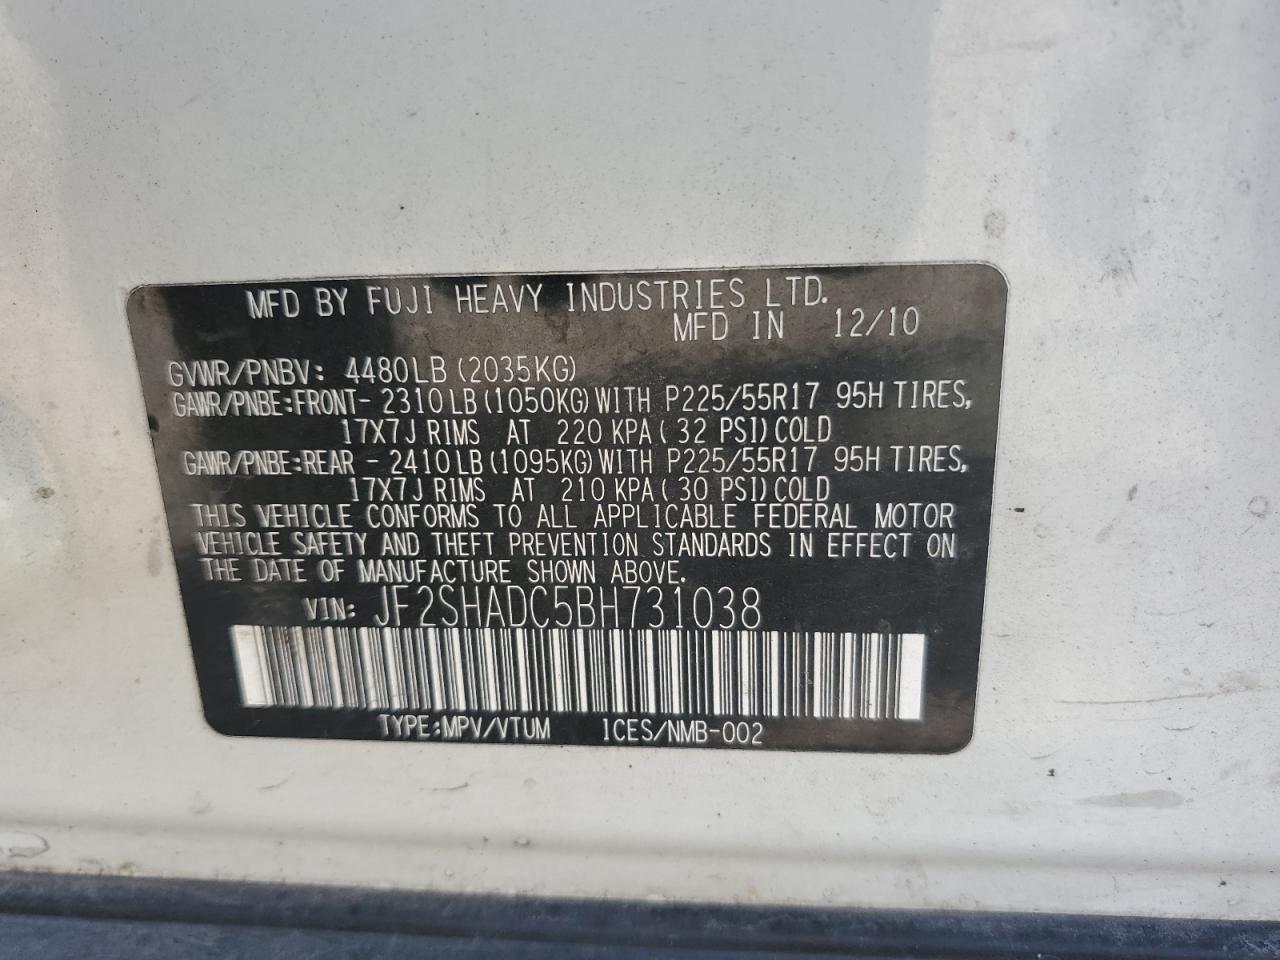 MFD BY FUJI HEAVY INDUSTRIES LTD.
MFD IN 12/10
GVWR/PNBV: 4480LB (2035KG)
GAWR/PNBE:FRONT- 2310LB(1050KG)WITH P225/55R17 95H TIRES,
17X7J RIMS AT 220 KPA( 32 PSI)COLD
GAWR/PNBE:REAR - 2410LB(1095KG)WITH P225/55R17 95H TIRES,
17X7J RIMS AT 210 KPA( 30 PSI)COLD
THIS VEHICLE CONFORMS TO ALL APPLICABLE FEDERAL MOTOR
VEHICLE SAFETY AND THEFT PREVENTION STANDARDS IN EFFECT ON
THE DATE OF MANUFACTURE SHOWN ABOVE.
VIN: JF2SHADC5BH731038
TYPE:MPV/VTUM ICES/NMB-002